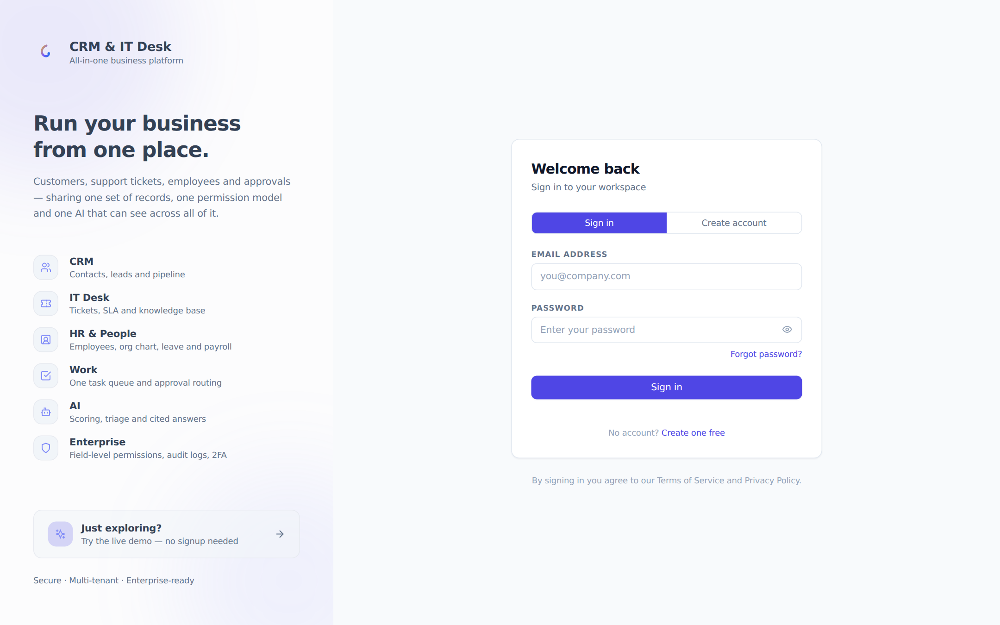 CRM & IT Desk
All-in-one business platform
Run your business
from one place.
Customers, support tickets, employees and approvals
— sharing one set of records, one permission model
and one AI that can see across all of it.
CRM
Contacts, leads and pipeline
IT Desk
Tickets, SLA and knowledge base
HR & People
Employees, org chart, leave and payroll
Work
One task queue and approval routing
AI
Scoring, triage and cited answers
Enterprise
Field-level permissions, audit logs, 2FA
Just exploring?
Try the live demo — no signup needed
Secure · Multi-tenant · Enterprise-ready
Welcome back
Sign in to your workspace
Sign in
Create account
EMAIL ADDRESS
you@company.com
PASSWORD
Enter your password
Forgot password?
Sign in
No account? Create one free
By signing in you agree to our Terms of Service and Privacy Policy.